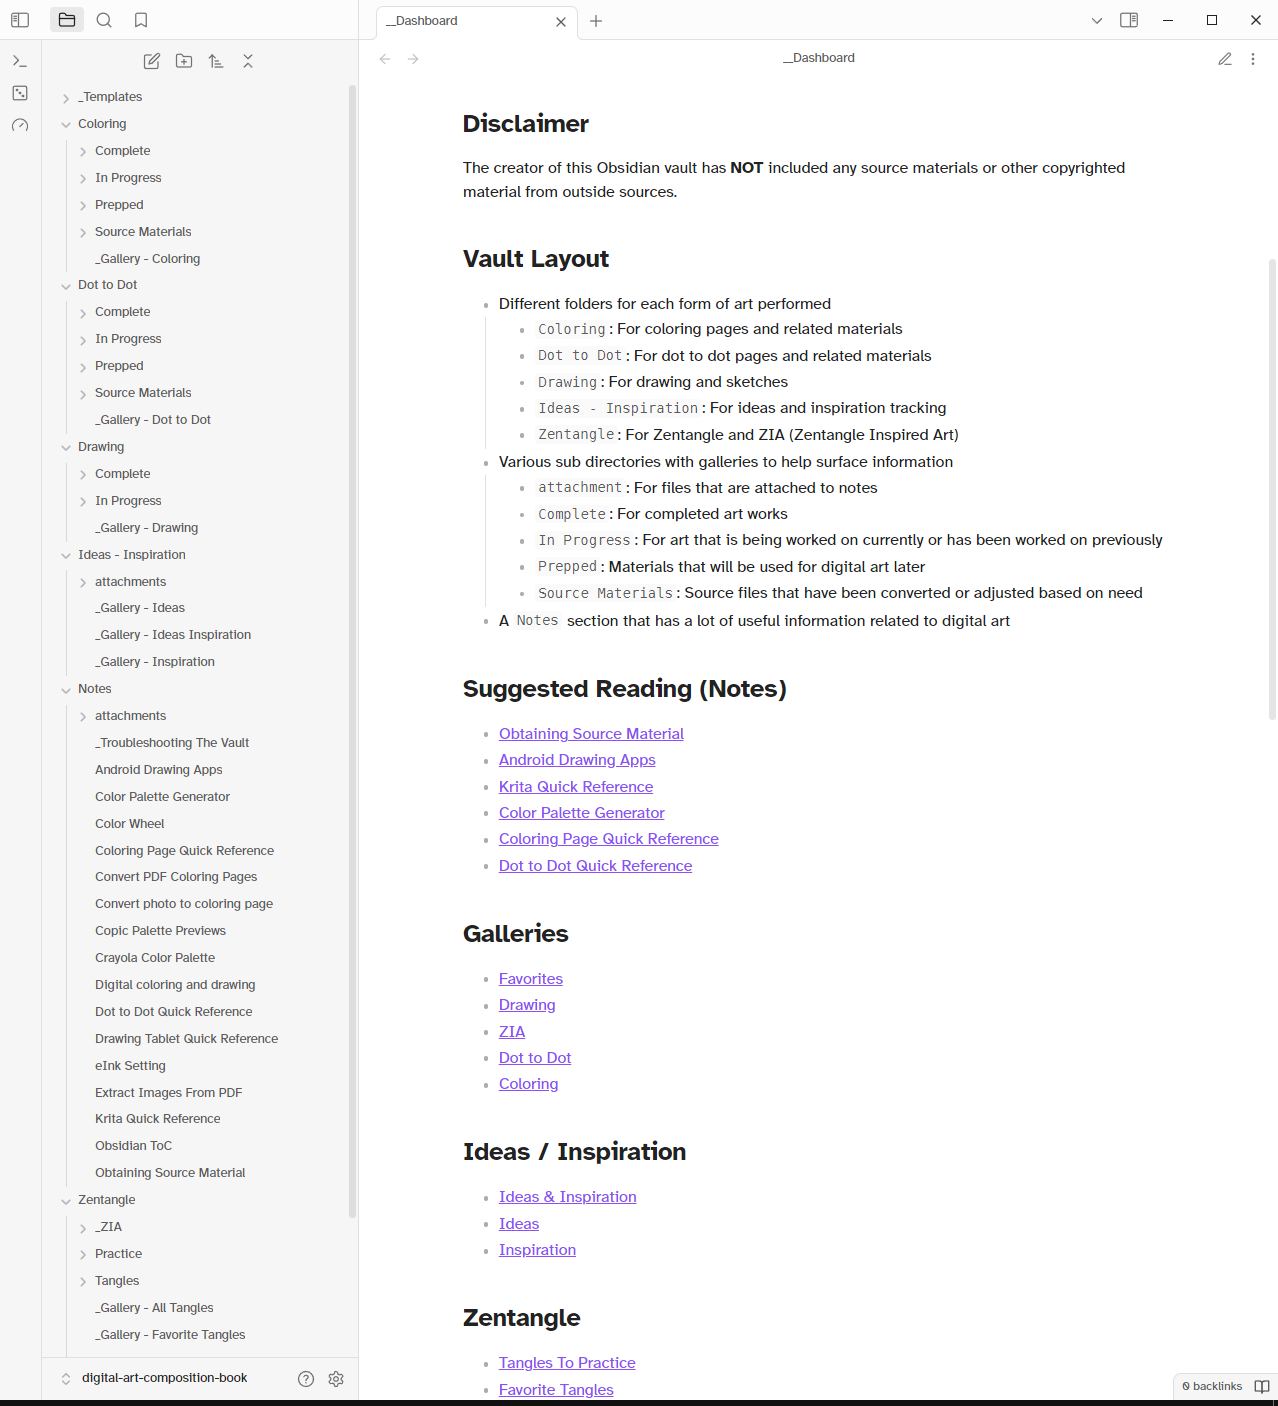 __Dashboard
__Dashboard
_Templates
Coloring
Complete
In Progress
Prepped
Source Materials
_Gallery - Coloring
Dot to Dot
Complete
In Progress
Prepped
Source Materials
_Gallery - Dot to Dot
Drawing
Complete
In Progress
_Gallery - Drawing
Ideas - Inspiration
attachments
_Gallery - Ideas
_Gallery - Ideas Inspiration
_Gallery - Inspiration
Notes
attachments
_Troubleshooting The Vault
Android Drawing Apps
Color Palette Generator
Color Wheel
Coloring Page Quick Reference
Convert PDF Coloring Pages
Convert photo to coloring page
Copic Palette Previews
Crayola Color Palette
Digital coloring and drawing
Dot to Dot Quick Reference
Drawing Tablet Quick Reference
eInk Setting
Extract Images From PDF
Krita Quick Reference
Obsidian ToC
Obtaining Source Material
Zentangle
_ZIA
Practice
Tangles
_Gallery - All Tangles
_Gallery - Favorite Tangles
digital-art-composition-book
Disclaimer
The creator of this Obsidian vault has NOT included any source materials or other copyrighted
material from outside sources.
Vault Layout
Different folders for each form of art performed
Coloring : For coloring pages and related materials
Dot to Dot : For dot to dot pages and related materials
Drawing : For drawing and sketches
Ideas - Inspiration : For ideas and inspiration tracking
Zentangle : For Zentangle and ZIA (Zentangle Inspired Art)
Various sub directories with galleries to help surface information
attachment : For files that are attached to notes
Complete : For completed art works
In Progress : For art that is being worked on currently or has been worked on previously
Prepped : Materials that will be used for digital art later
Source Materials : Source files that have been converted or adjusted based on need
A Notes section that has a lot of useful information related to digital art
Suggested Reading (Notes)
Obtaining Source Material
Android Drawing Apps
Krita Quick Reference
Color Palette Generator
Coloring Page Quick Reference
Dot to Dot Quick Reference
Galleries
Favorites
Drawing
ZIA
Dot to Dot
Coloring
Ideas / Inspiration
Ideas & Inspiration
Ideas
Inspiration
Zentangle
Tangles To Practice
Favorite Tangles
0 backlinks